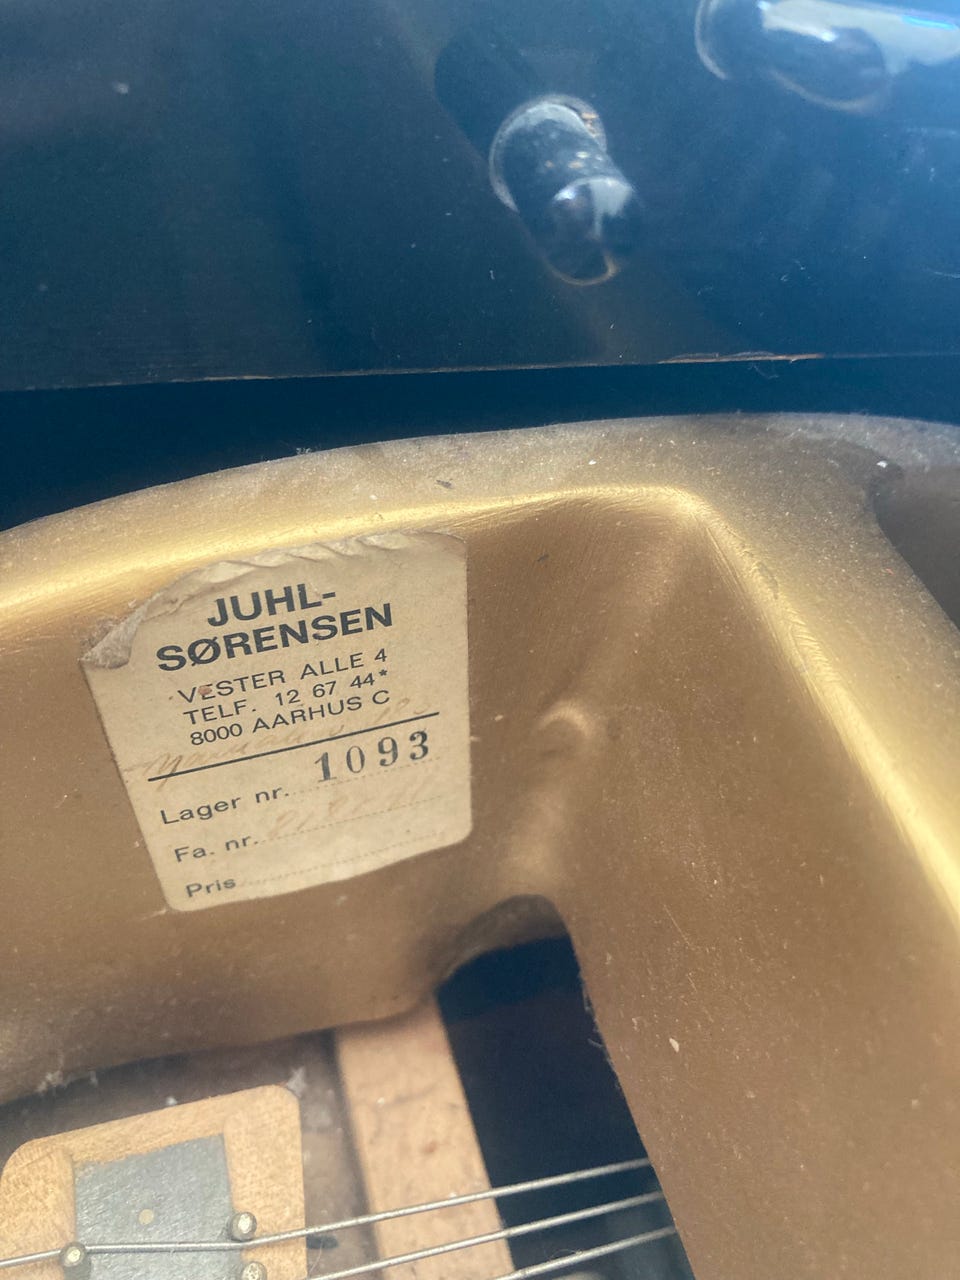 JUHL-
SØRENSEN
VESTER ALLE 4
TELF. 12 67 44*
8000 AARHUS C
Lager nr. 1093
Fa. nr.
Pris